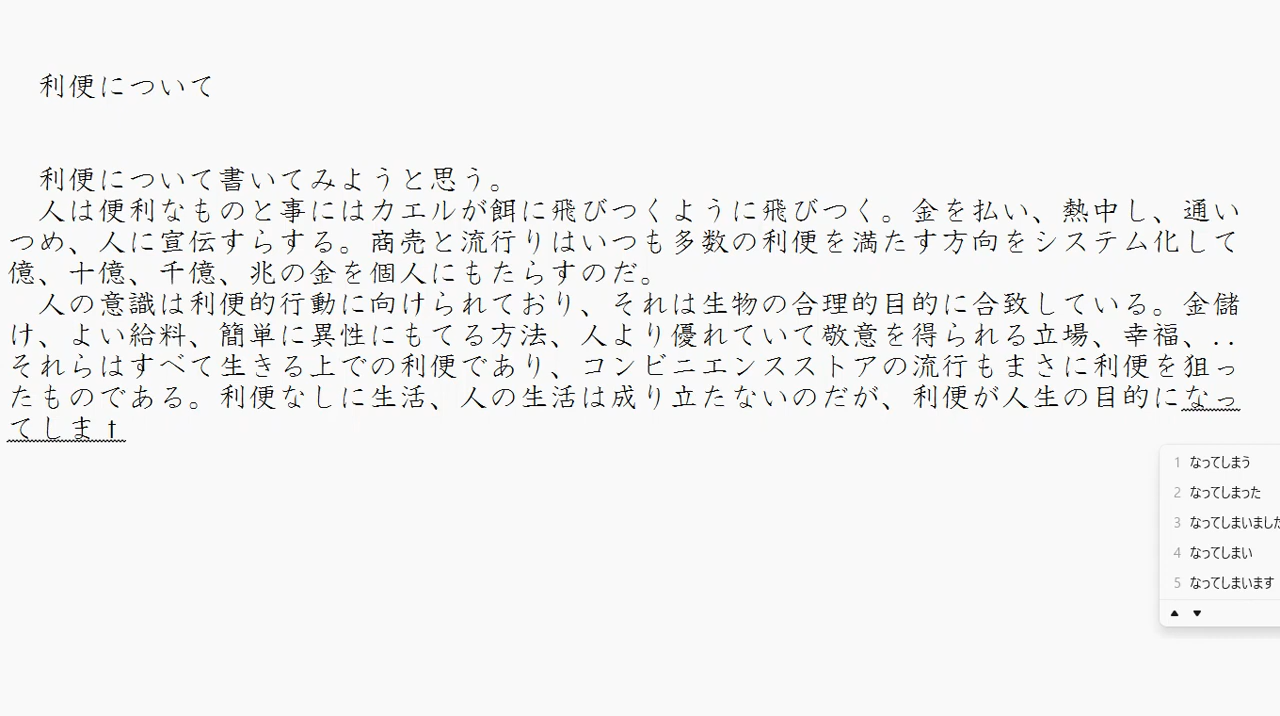 利便について
利便について書いてみようと思う。
人は便利なものと事にはカエルが餌に飛びつくように飛びつく。金を払い、熱中し、通い
つめ、人に宣伝すらする。商売と流行りはいつも多数の利便を満たす方向をシステム化して
億、十億、千億、兆の金を個人にもたらすのだ。
人の意識は利便的行動に向けられており、それは生物の合理的目的に合致している。金儲
け、よい給料、簡単に異性にもてる方法、人より優れていて敬意を得られる立場、幸福、..
それらはすべて生きる上での利便であり、コンビニエンスストアの流行もまさに利便を狙っ
たものである。利便なしに生活、人の生活は成り立たないのだが、利便が人生の目的になっ
てしまt
1 なってしまう
2 なってしまった
3 なってしまいました
4 なってしまい
5 なってしまいます